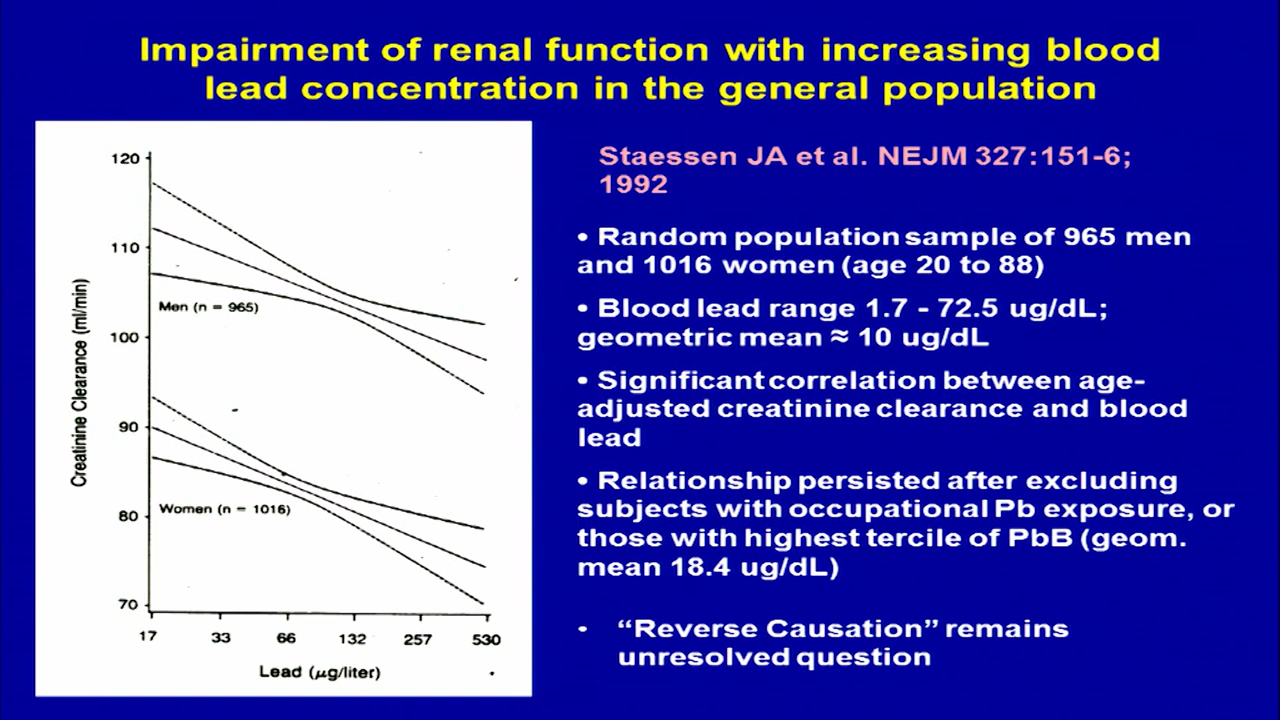 Impairment of renal function with increasing blood
lead concentration in the general population
120
110
100
90
80
70
Creatinine Clearance (ml/min)
Men (n = 965)
Women (n = 1016)
17 33 66 132 257 530
Lead (µg/liter)
Staessen JA et al. NEJM 327:151-6;
1992
• Random population sample of 965 men
and 1016 women (age 20 to 88)
• Blood lead range 1.7 - 72.5 ug/dL;
geometric mean ≈ 10 ug/dL
• Significant correlation between age-
adjusted creatinine clearance and blood
lead
• Relationship persisted after excluding
subjects with occupational Pb exposure, or
those with highest tercile of PbB (geom.
mean 18.4 ug/dL)
• “Reverse Causation” remains
unresolved question